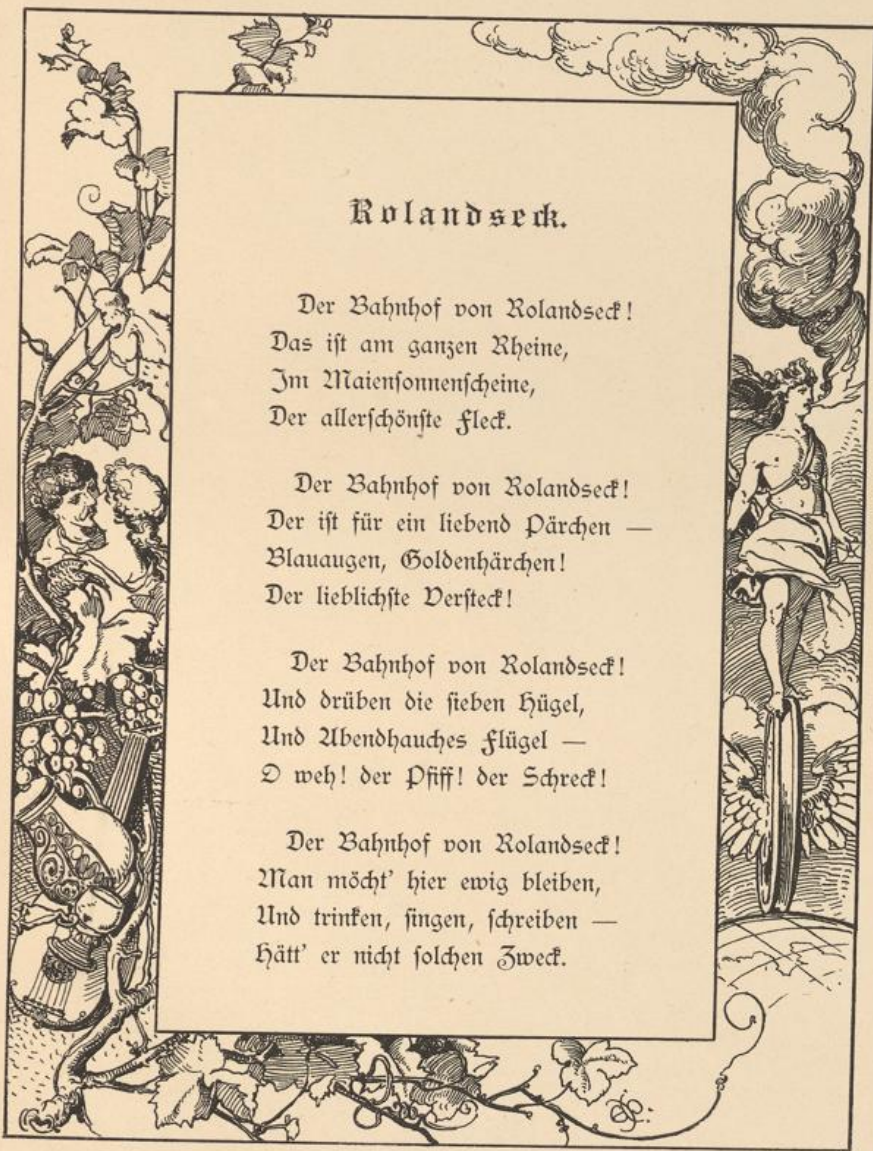 Rolandseck.
Der Bahnhof von Rolandseck!
Das ist am ganzen Rheine,
Im Maiensonnenscheine,
Der allerschönste Fleck.
Der Bahnhof von Rolandseck!
Der ist für ein liebend Pärchen —
Blauaugen, Goldenhärchen!
Der lieblichste Versteck!
Der Bahnhof von Rolandseck!
Und drüben die sieben Hügel,
Und Abendhauches Flügel —
O weh! der Pfiff! der Schreck!
Der Bahnhof von Rolandseck!
Man möcht' hier ewig bleiben,
Und trinken, singen, schreiben —
Hätt' er nicht solchen Zweck.